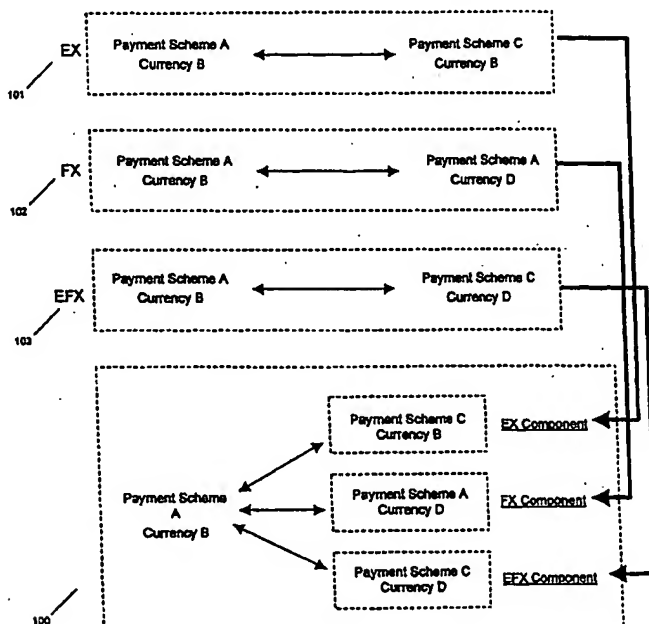 EX
Payment Scheme A
Currency B
Payment Scheme C
Currency B
101
FX
Payment Scheme A
Currency B
Payment Scheme A
Currency D
102
EFX
Payment Scheme A
Currency B
Payment Scheme C
Currency D
103
Payment Scheme C
Currency B
EX Component
Payment Scheme
A
Currency B
Payment Scheme A
Currency D
FX Component
Payment Scheme C
Currency D
EFX Component
100